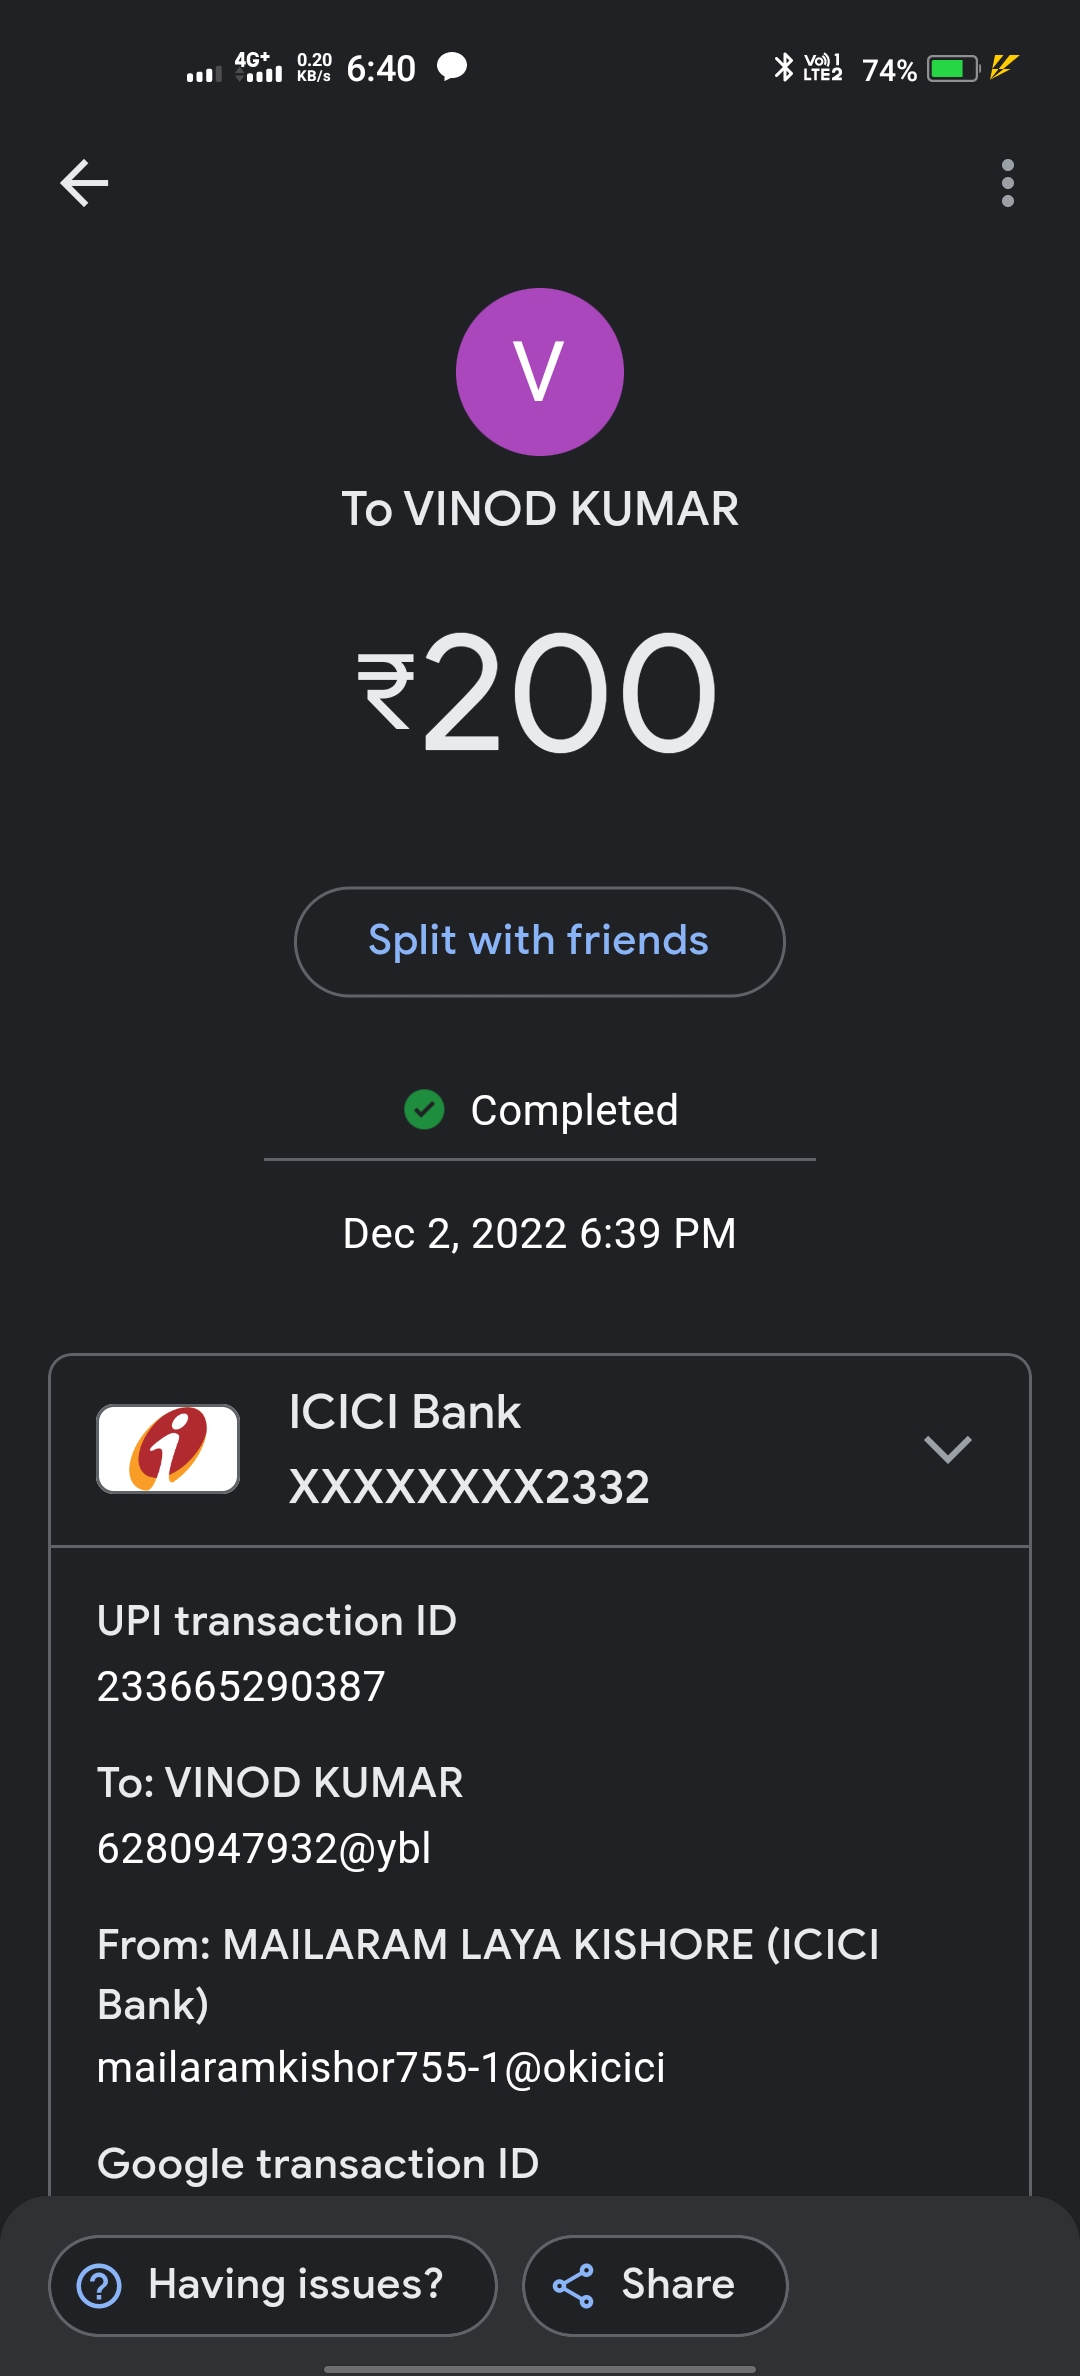 4G+ 0.20 KB/s 6:40 Vo)) 1 LTE2 74%
V
To VINOD KUMAR
₹200
Split with friends
Completed
Dec 2, 2022 6:39 PM
ICICI Bank
XXXXXXXX2332
UPI transaction ID
233665290387
To: VINOD KUMAR
6280947932@ybl
From: MAILARAM LAYA KISHORE (ICICI
Bank)
mailaramkishor755-1@okicici
Google transaction ID
Having issues? Share